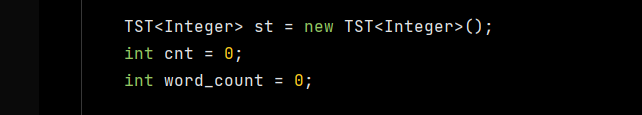 TST<Integer> st = new TST<Integer>();
int cnt = 0;
int word_count = 0;